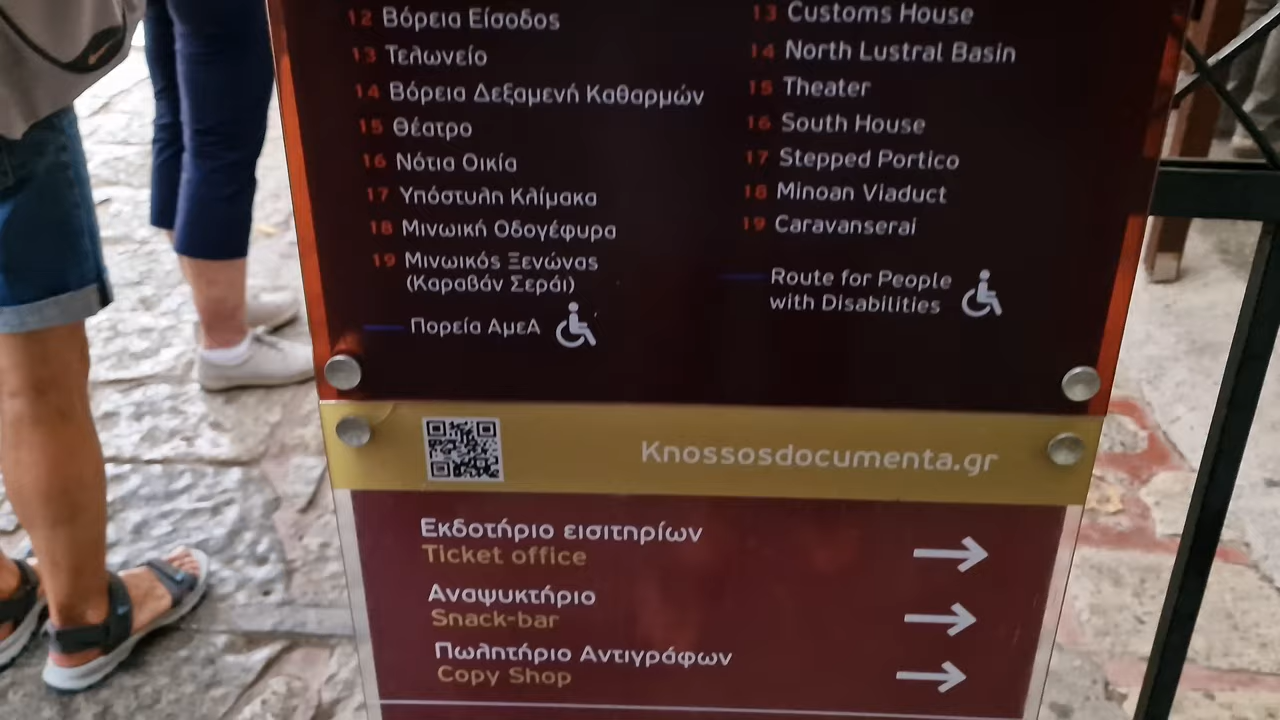 12 Βόρεια Είσοδος
13 Τελωνείο
14 Βόρεια Δεξαμενή Καθαρμών
15 Θέατρο
16 Νότια Οικία
17 Υπόστυλη Κλίμακα
18 Μινωική Οδογέφυρα
19 Μινωικός Ξενώνας
(Καραβάν Σεράι)
Πορεία ΑμεΑ
13 Customs House
14 North Lustral Basin
15 Theater
16 South House
17 Stepped Portico
18 Minoan Viaduct
19 Caravanserai
Route for People
with Disabilities
Knossosdocumenta.gr
Εκδοτήριο εισιτηρίων
Ticket office
Αναψυκτήριο
Snack-bar
Πωλητήριο Αντιγράφων
Copy Shop